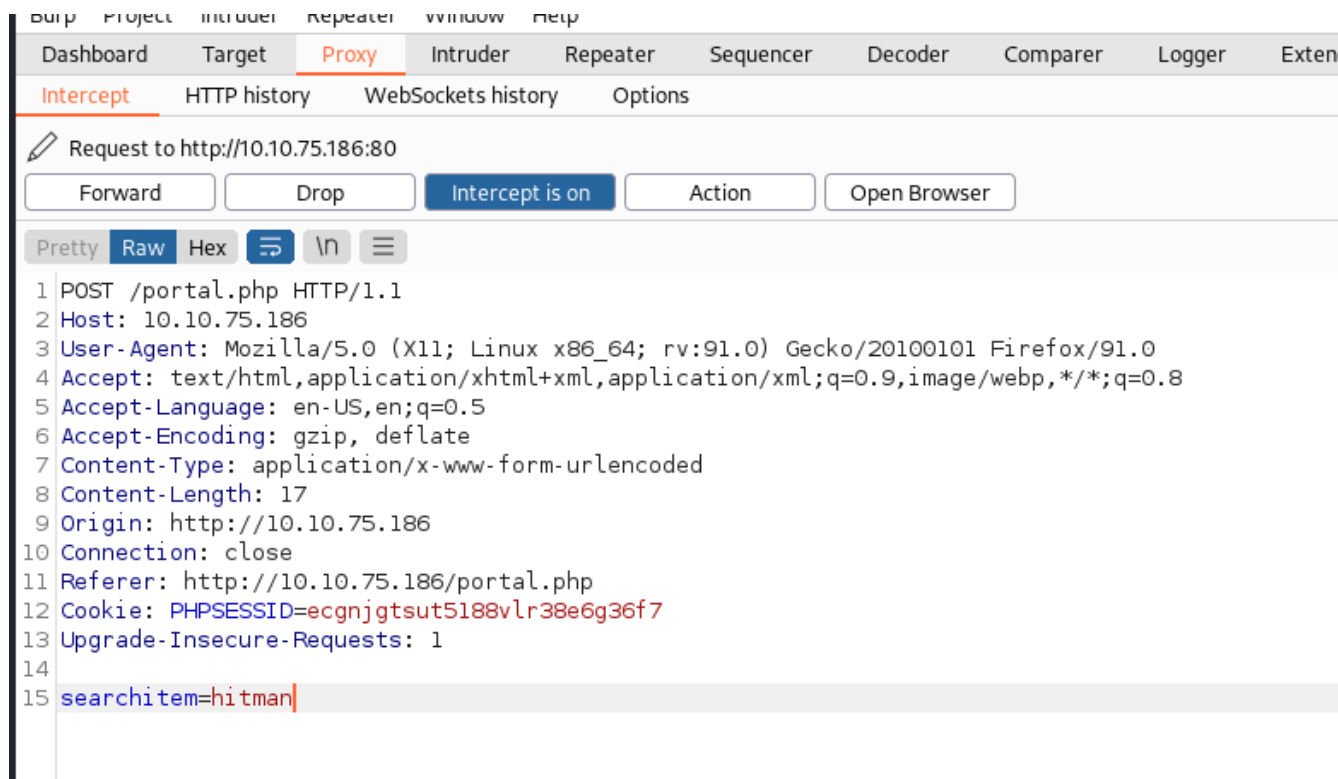 Burp Project Intruder Repeater Window Help
Dashboard Target Proxy Intruder Repeater Sequencer Decoder Comparer Logger Exten
Intercept HTTP history WebSockets history Options
Request to http://10.10.75.186:80
Forward Drop Intercept is on Action Open Browser
Pretty Raw Hex \n
1 POST /portal.php HTTP/1.1
2 Host: 10.10.75.186
3 User-Agent: Mozilla/5.0 (X11; Linux x86_64; rv:91.0) Gecko/20100101 Firefox/91.0
4 Accept: text/html,application/xhtml+xml,application/xml;q=0.9,image/webp,*/*;q=0.8
5 Accept-Language: en-US,en;q=0.5
6 Accept-Encoding: gzip, deflate
7 Content-Type: application/x-www-form-urlencoded
8 Content-Length: 17
9 Origin: http://10.10.75.186
10 Connection: close
11 Referer: http://10.10.75.186/portal.php
12 Cookie: PHPSESSID=ecgnjgtsut5188vlr38e6g36f7
13 Upgrade-Insecure-Requests: 1
14
15 searchitem=hitman